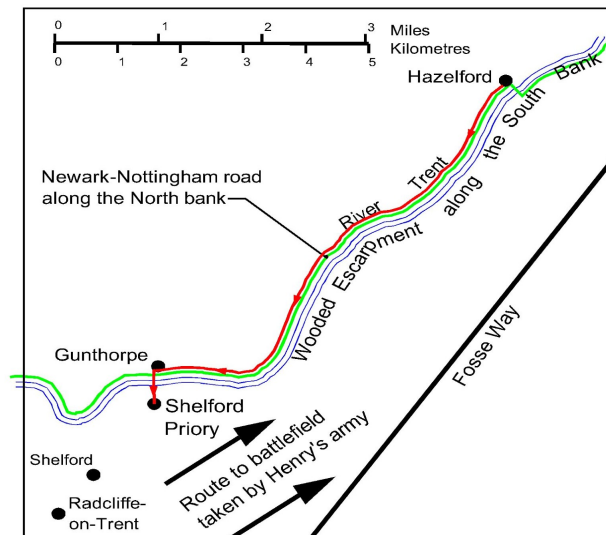 0 1 2 3 Miles
Kilometres
0 1 2 3 4 5
Hazelford
Newark-Nottingham road
along the North bank
River Trent
Wooded Escarpment along the South Bank
Fosse Way
Gunthorpe
Shelford
Priory
Shelford
Radcliffe-
on-Trent
Route to battlefield
taken by Henry's army